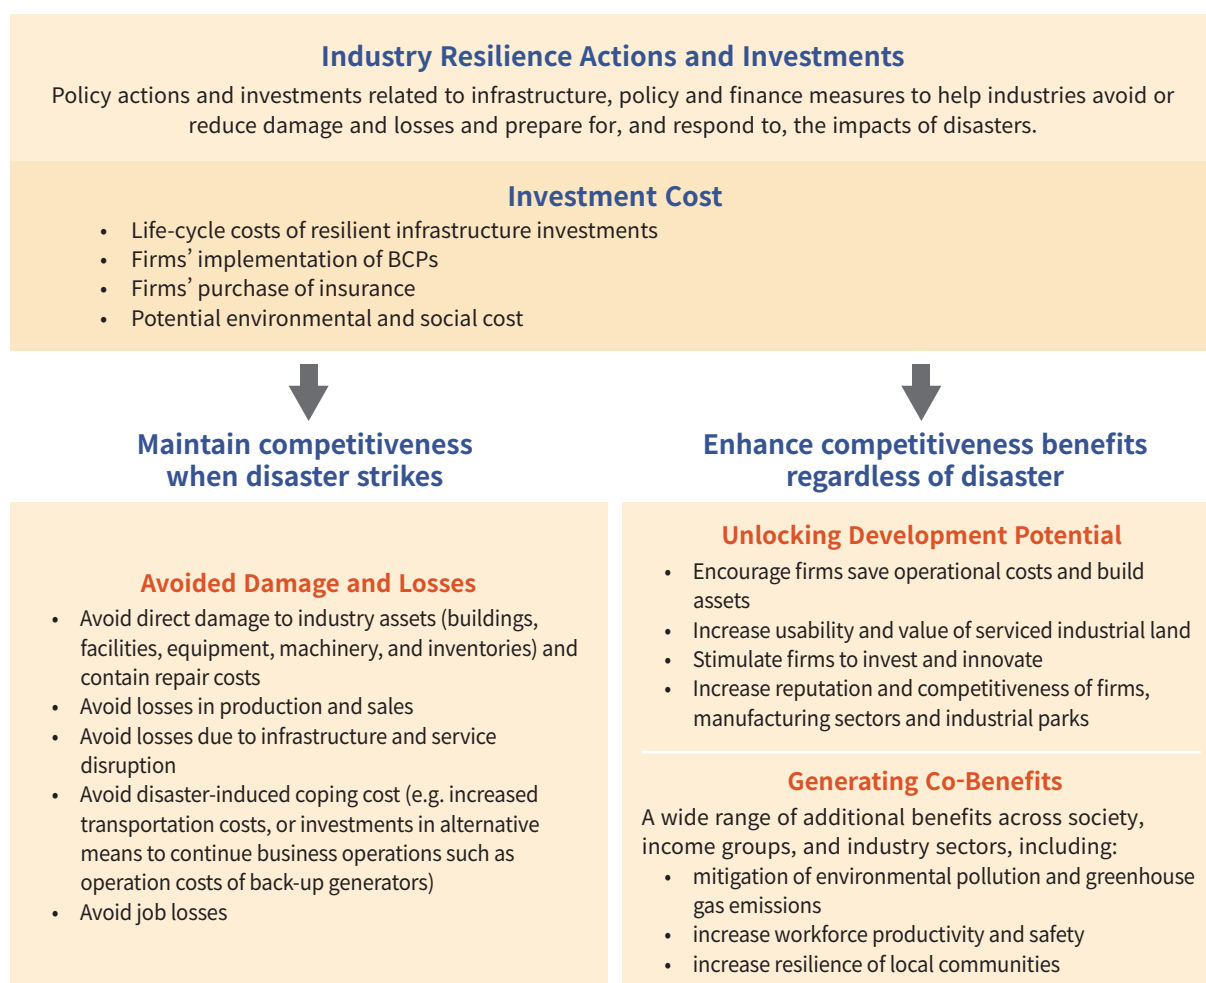 Industry Resilience Actions and Investments
Policy actions and investments related to infrastructure, policy and finance measures to help industries avoid or
reduce damage and losses and prepare for, and respond to, the impacts of disasters.
Investment Cost
• Life-cycle costs of resilient infrastructure investments
• Firms’ implementation of BCPs
• Firms’ purchase of insurance
• Potential environmental and social cost
Maintain competitiveness
when disaster strikes
Avoided Damage and Losses
• Avoid direct damage to industry assets (buildings,
facilities, equipment, machinery, and inventories) and
contain repair costs
• Avoid losses in production and sales
• Avoid losses due to infrastructure and service
disruption
• Avoid disaster-induced coping cost (e.g. increased
transportation costs, or investments in alternative
means to continue business operations such as
operation costs of back-up generators)
• Avoid job losses
Enhance competitiveness benefits
regardless of disaster
Unlocking Development Potential
• Encourage firms save operational costs and build
assets
• Increase usability and value of serviced industrial land
• Stimulate firms to invest and innovate
• Increase reputation and competitiveness of firms,
manufacturing sectors and industrial parks
Generating Co-Benefits
A wide range of additional benefits across society,
income groups, and industry sectors, including:
• mitigation of environmental pollution and greenhouse
gas emissions
• increase workforce productivity and safety
• increase resilience of local communities